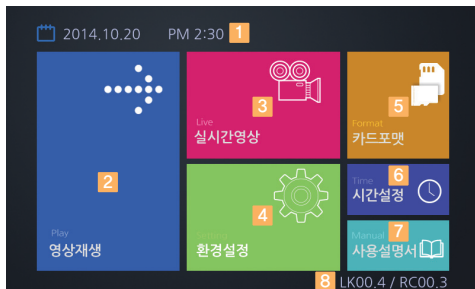 2014.10.20 PM 2:30 1
2
Play
영상재생
3
Live
실시간영상
4
환경설정
5
Format
카드포맷
6
Time
시간설정
7
Manual
사용설명서
8 LK00.4 / RC00.3